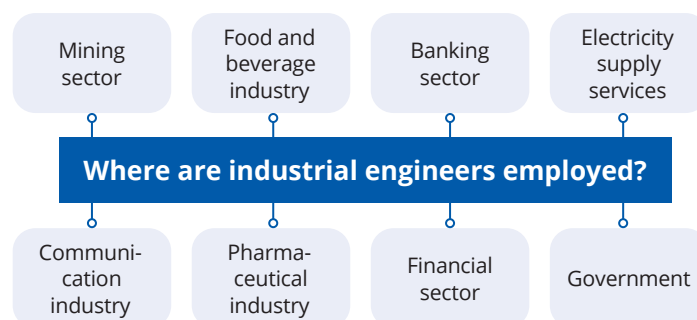 Mining
sector
Food and
beverage
industry
Banking
sector
Electricity
supply
services
Where are industrial engineers employed?
Communi-
cation
industry
Pharma-
ceutical
industry
Financial
sector
Government